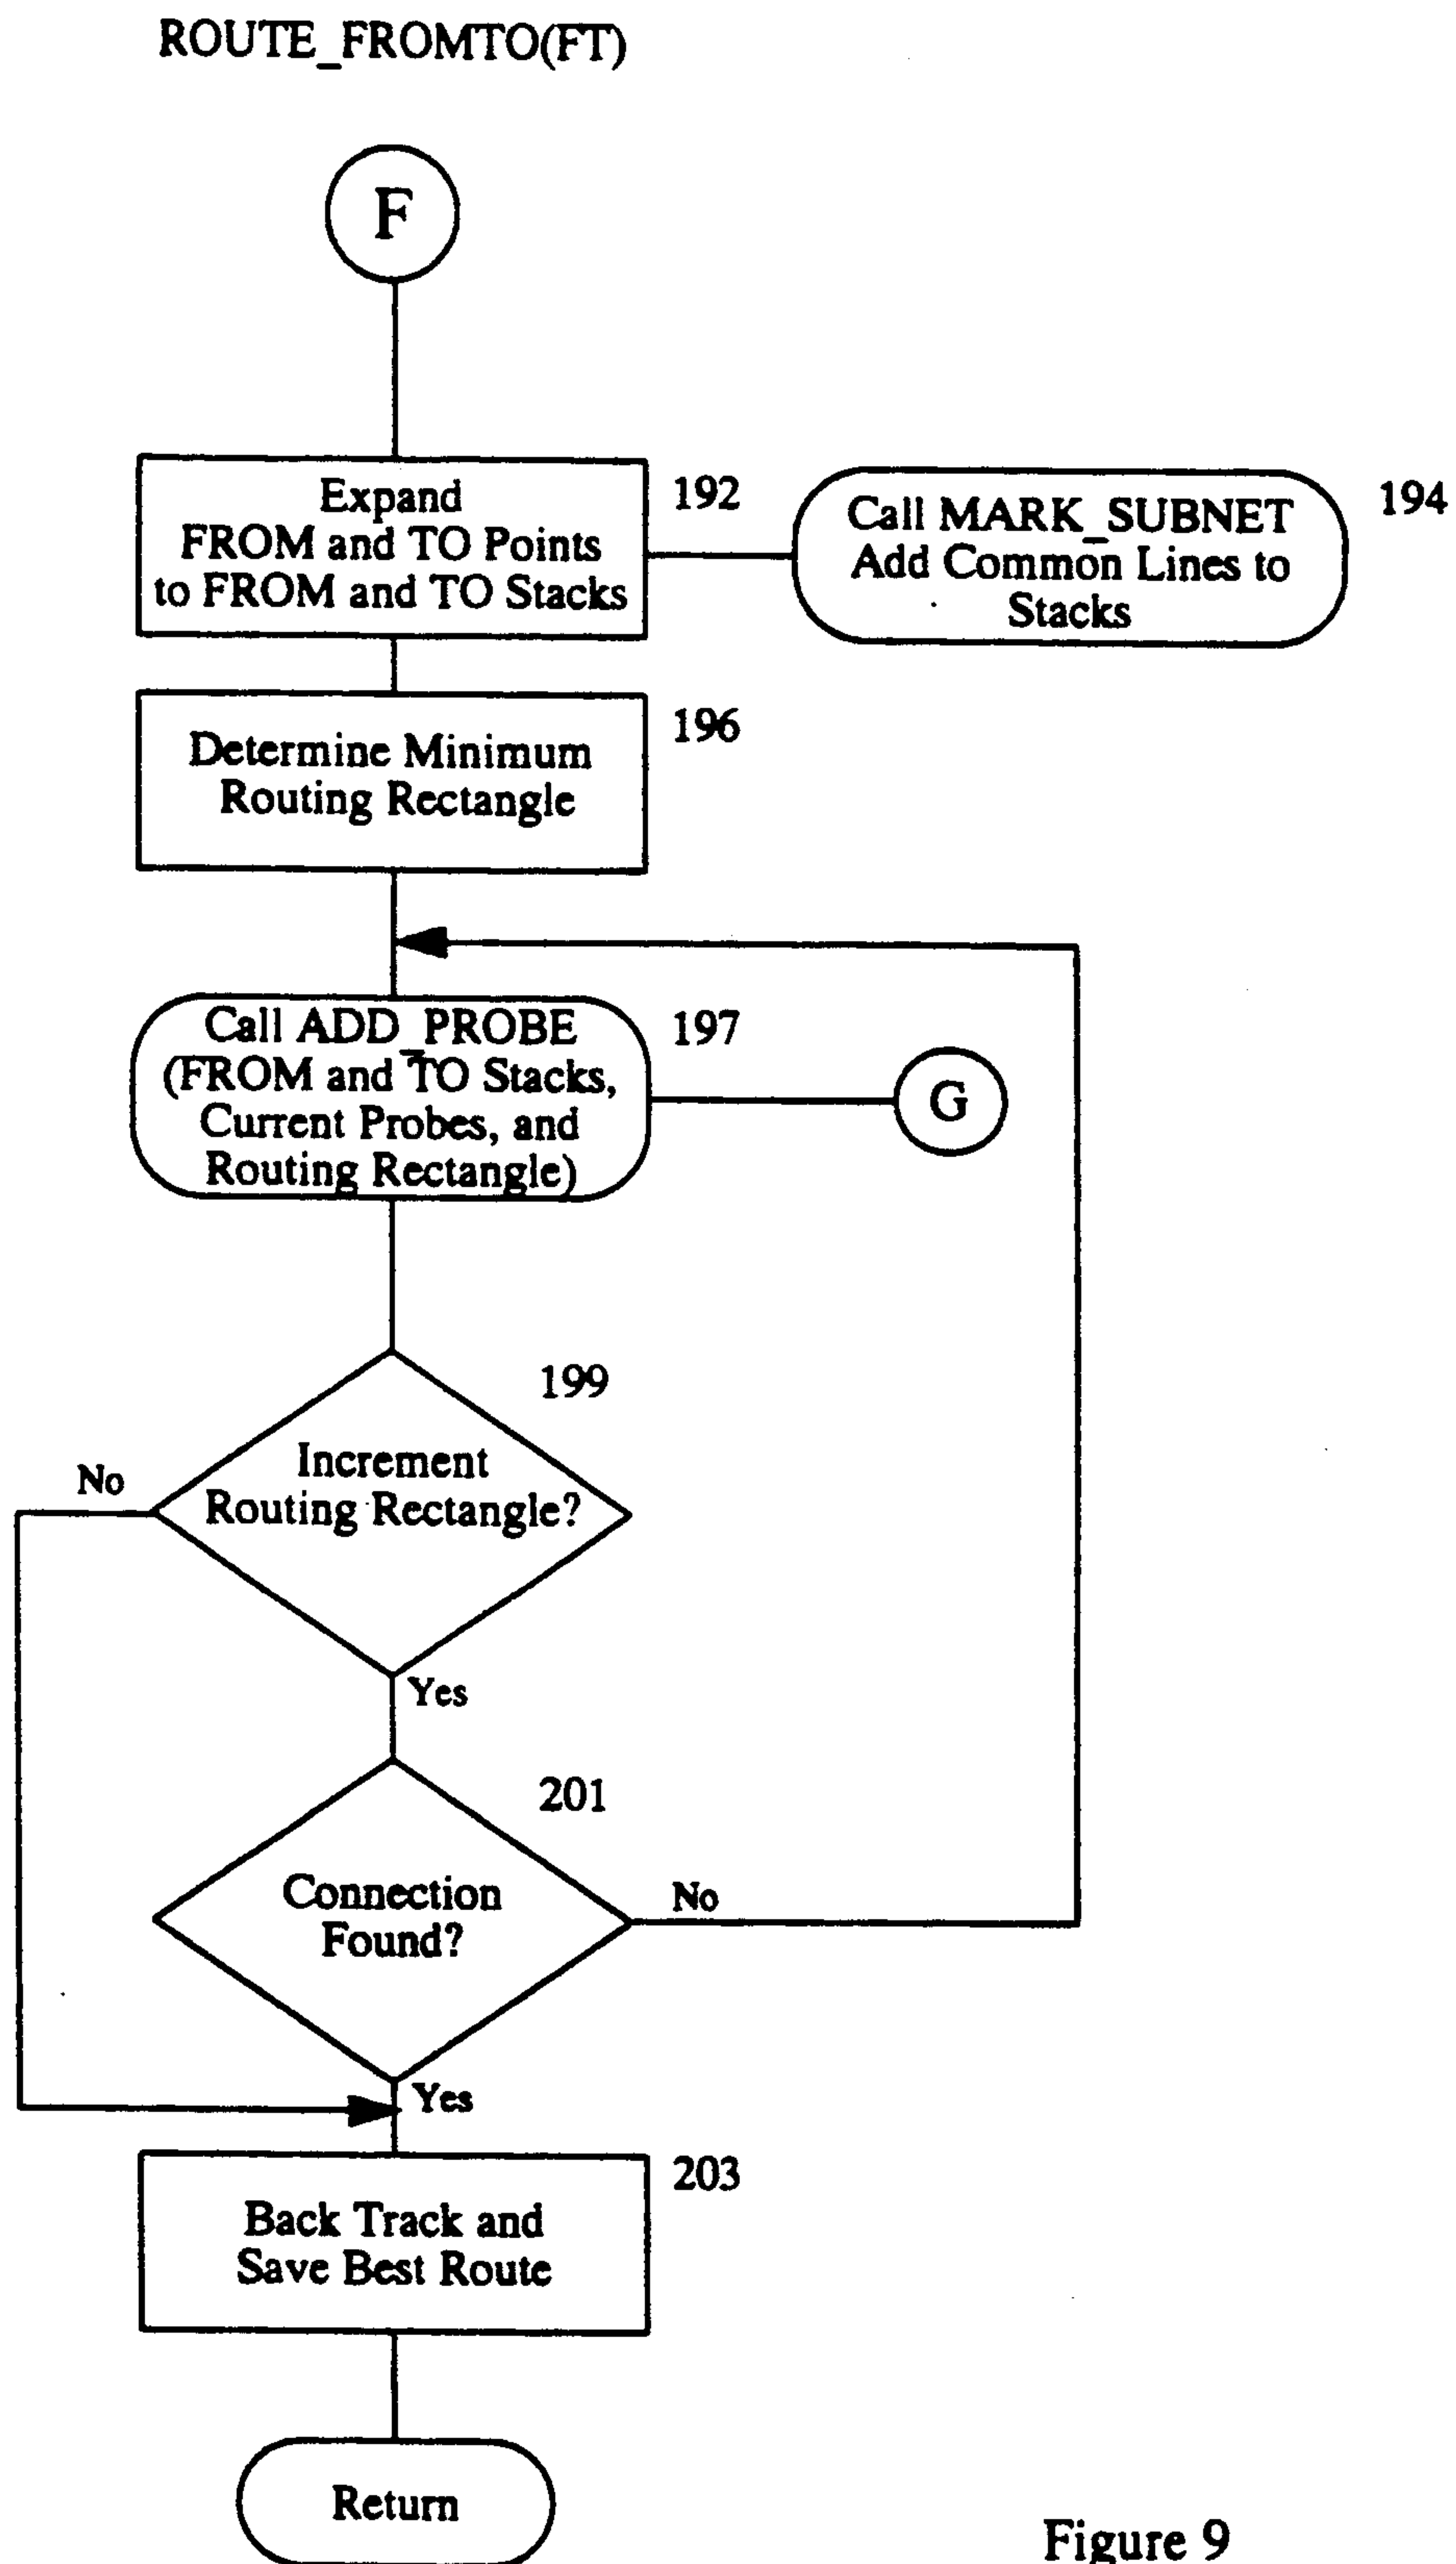 ROUTE_FROMTO(FT)
F
Expand
FROM and TO Points
to FROM and TO Stacks
192
Call MARK_SUBNET
Add Common Lines to
Stacks
194
Determine Minimum
Routing Rectangle
196
Call ADD_PROBE
(FROM and TO Stacks,
Current Probes, and
Routing Rectangle)
197
G
199
Increment
Routing Rectangle?
No
Yes
201
Connection
Found?
No
Yes
203
Back Track and
Save Best Route
Return
Figure 9